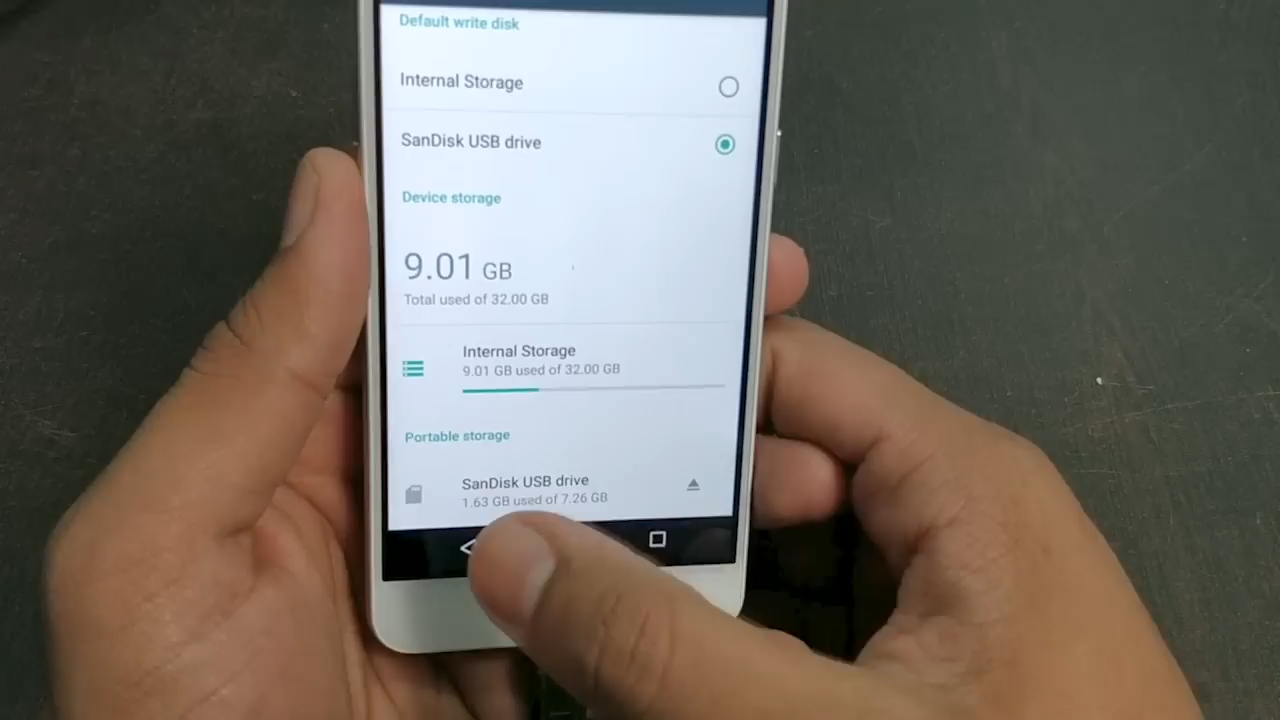 Default write disk
Internal Storage
SanDisk USB drive
Device storage
9.01 GB
Total used of 32.00 GB
Internal Storage
9.01 GB used of 32.00 GB
Portable storage
SanDisk USB drive
1.63 GB used of 7.26 GB